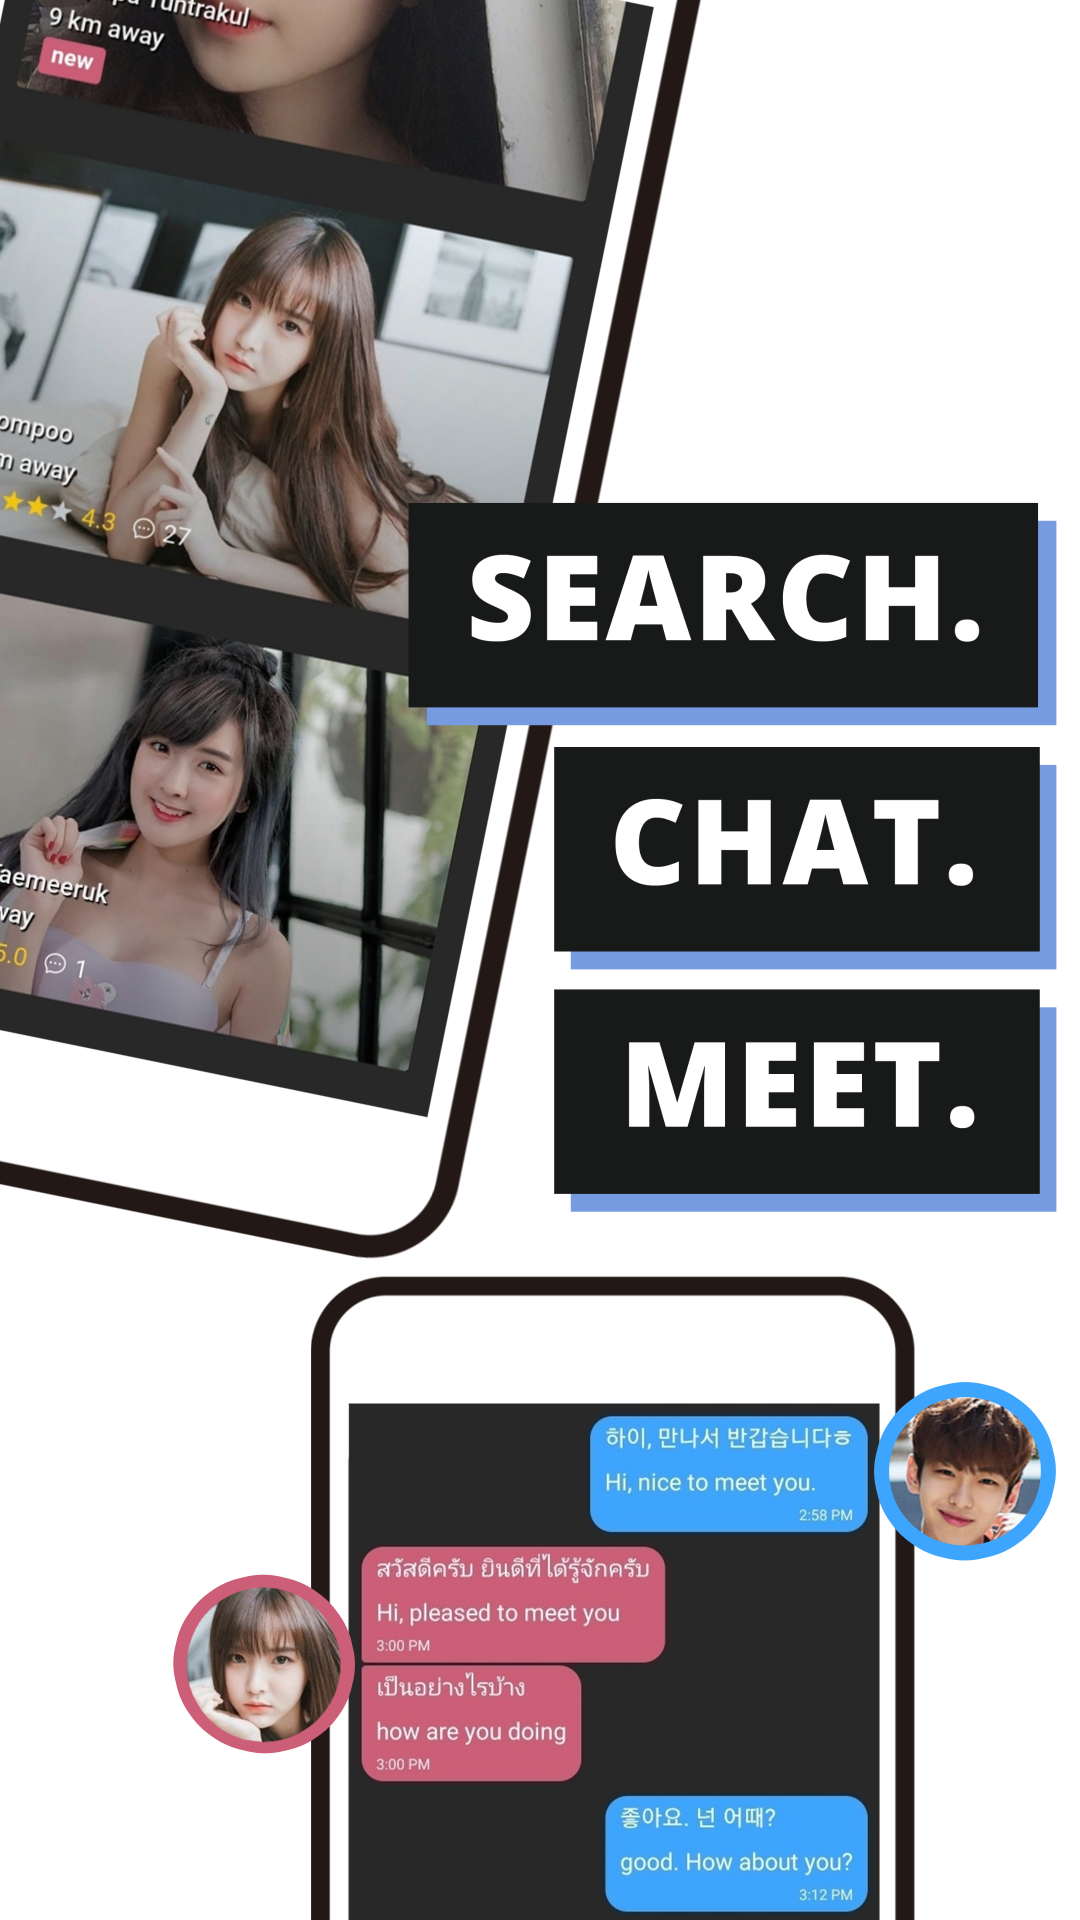 Tuntrakul
9 km away
new
ompoo
m away
4.3 27
SEARCH.
CHAT.
aemeeruk
way
5.0 1
MEET.
하이, 만나서 반갑습니다ㅎ
Hi, nice to meet you.
2:58 PM
สวัสดีครับ ยินดีที่ได้รู้จักครับ
Hi, pleased to meet you
3:00 PM
เป็นอย่างไรบ้าง
how are you doing
3:00 PM
좋아요. 넌 어때?
good. How about you?
3:12 PM